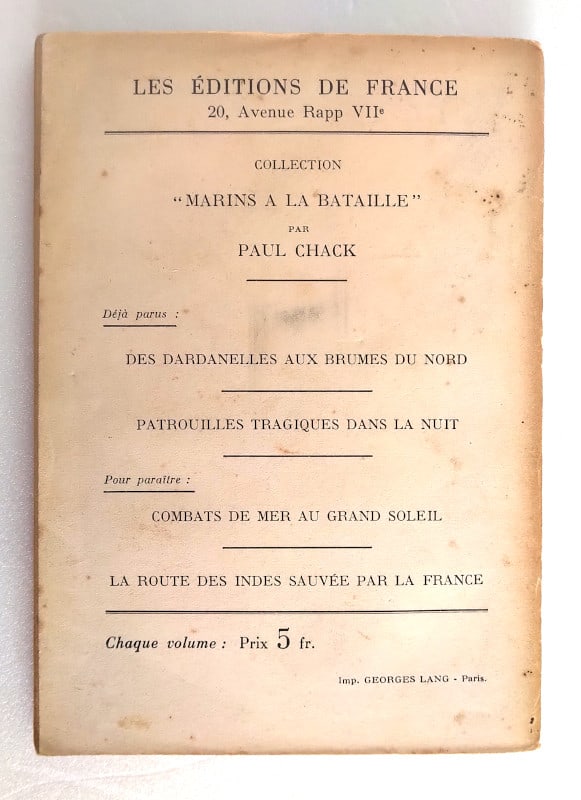 LES ÉDITIONS DE FRANCE
20, Avenue Rapp VIIe
COLLECTION
“MARINS A LA BATAILLE”
PAR
PAUL CHACK
Déjà parus :
DES DARDANELLES AUX BRUMES DU NORD
PATROUILLES TRAGIQUES DANS LA NUIT
Pour paraître :
COMBATS DE MER AU GRAND SOLEIL
LA ROUTE DES INDES SAUVÉE PAR LA FRANCE
Chaque volume : Prix 5 fr.
Imp. GEORGES LANG - Paris.